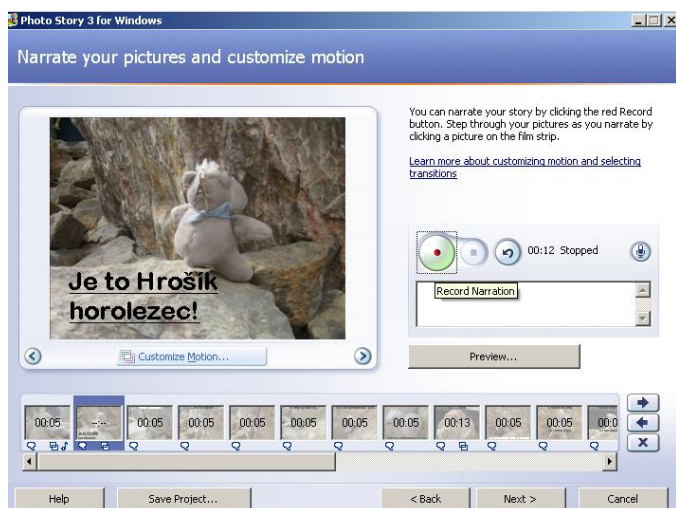 Photo Story 3 for Windows
Narrate your pictures and customize motion
You can narrate your story by clicking the red Record
button. Step through your pictures as you narrate by
clicking a picture on the film strip.
Learn more about customizing motion and selecting
transitions
Je to Hrošík
horolezec!
00:12 Stopped
Record Narration
Customize Motion...
Preview...
00:05 --:-- 00:05 00:05 00:05 00:05 00:05 00:05 00:13 00:05 00:05 00:0
Help Save Project... < Back Next > Cancel